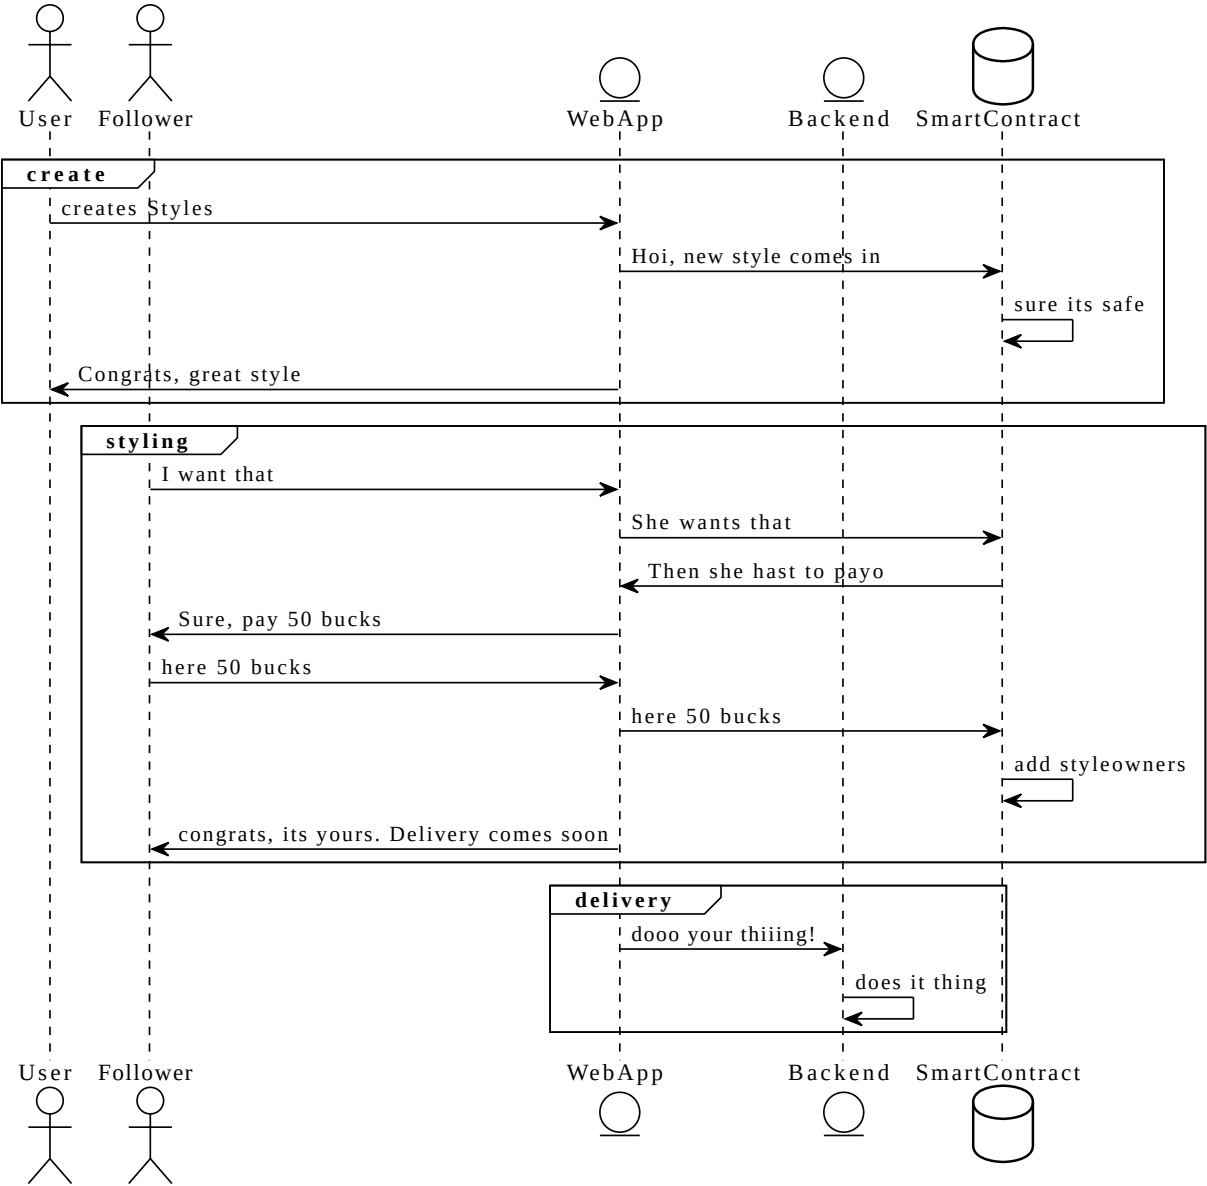 User Follower WebApp Backend SmartContract
create
creates Styles
Hoi, new style comes in
sure its safe
Congrats, great style
styling
I want that
She wants that
Then she hast to payo
Sure, pay 50 bucks
here 50 bucks
here 50 bucks
add styleowners
congrats, its yours. Delivery comes soon
delivery
dooo your thiiing!
does it thing
User Follower WebApp Backend SmartContract